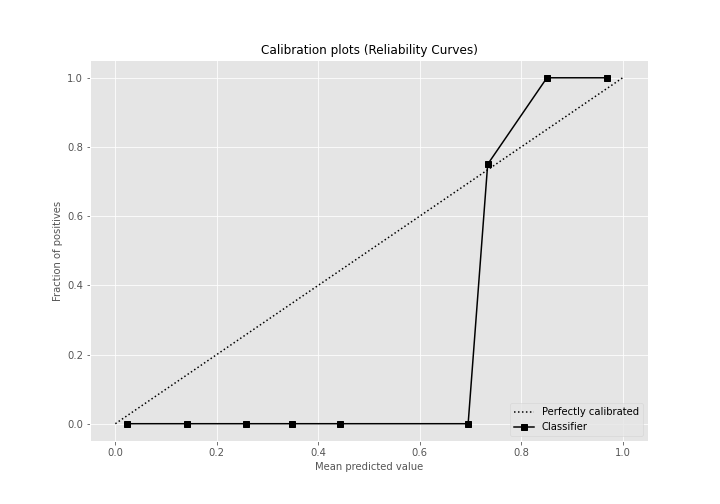 Calibration plots (Reliability Curves)
1.0
0.8
0.6
0.4
0.2
0.0
Fraction of positives
0.0 0.2 0.4 0.6 0.8 1.0
Mean predicted value
Perfectly calibrated
Classifier